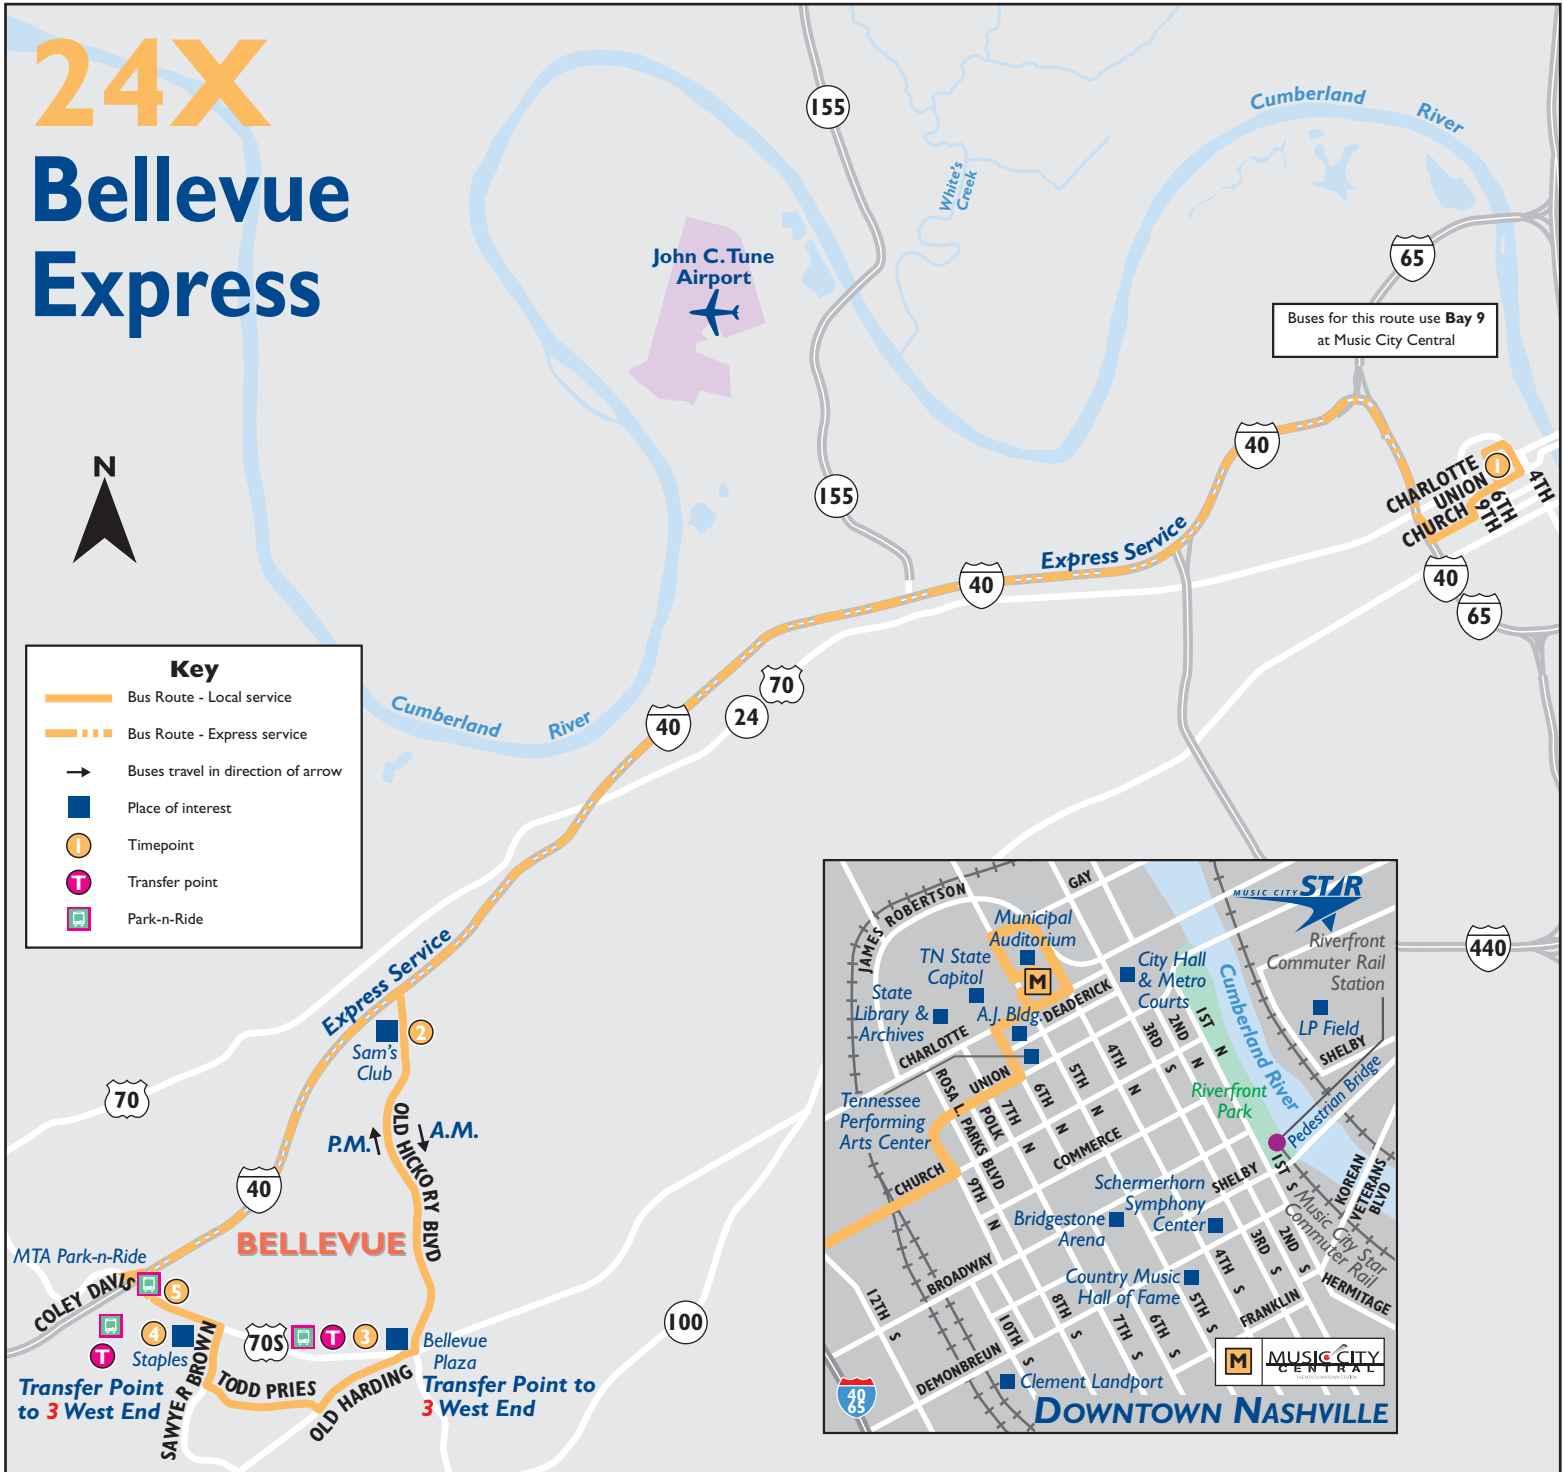 24X
Bellevue
Express
155
Cumberland
River
White's
Creek
John C. Tune
Airport
65
Buses for this route use Bay 9
at Music City Central
40
N
155
CHARLOTTE
UNION
CHURCH
1
4TH
6TH
9TH
Express Service
40
40
65
Key
Bus Route - Local service
Bus Route - Express service
Buses travel in direction of arrow
Place of interest
1
Timepoint
T
Transfer point
Park-n-Ride
70
24
40
Cumberland
River
Express Service
Sam's
Club
2
70
OLD HICKORY BLVD
P.M.
A.M.
40
BELLEVUE
MTA Park-n-Ride
COLEY DAVIS
5
4
Staples
T
Transfer Point
to 3 West End
SAWYER BROWN
70S
T
3
Bellevue
Plaza
Transfer Point to
3 West End
TODD PRIES
OLD HARDING
100
440
JAMES ROBERTSON
GAY
MUSIC CITY STAR
Municipal
Auditorium
TN State
Capitol
M
State
Library &
Archives
A.J. Bldg.
DEADERICK
City Hall
& Metro
Courts
Riverfront
Commuter Rail
Station
LP Field
SHELBY
Cumberland River
Pedestrian Bridge
CHARLOTTE
UNION
1ST N
2ND N
3RD S
4TH N
5TH N
6TH N
7TH N
POLK
ROSA L. PARKS BLVD
9TH N
Riverfront
Park
Tennessee
Performing
Arts Center
CHURCH
COMMERCE
SHELBY
1ST S
KOREAN
VETERANS
BLVD
Schermerhorn
Symphony
Center
Bridgestone
Arena
Music City Star
Commuter Rail
BROADWAY
Country Music
Hall of Fame
2ND S
3RD S
4TH S
5TH S
6TH S
7TH S
8TH S
10TH S
12TH S
HERMITAGE
FRANKLIN
DEMONBREUN
Clement Landport
M
MUSIC CITY
CENTRAL
THE MTA DOWNTOWN STATION
40
65
DOWNTOWN NASHVILLE